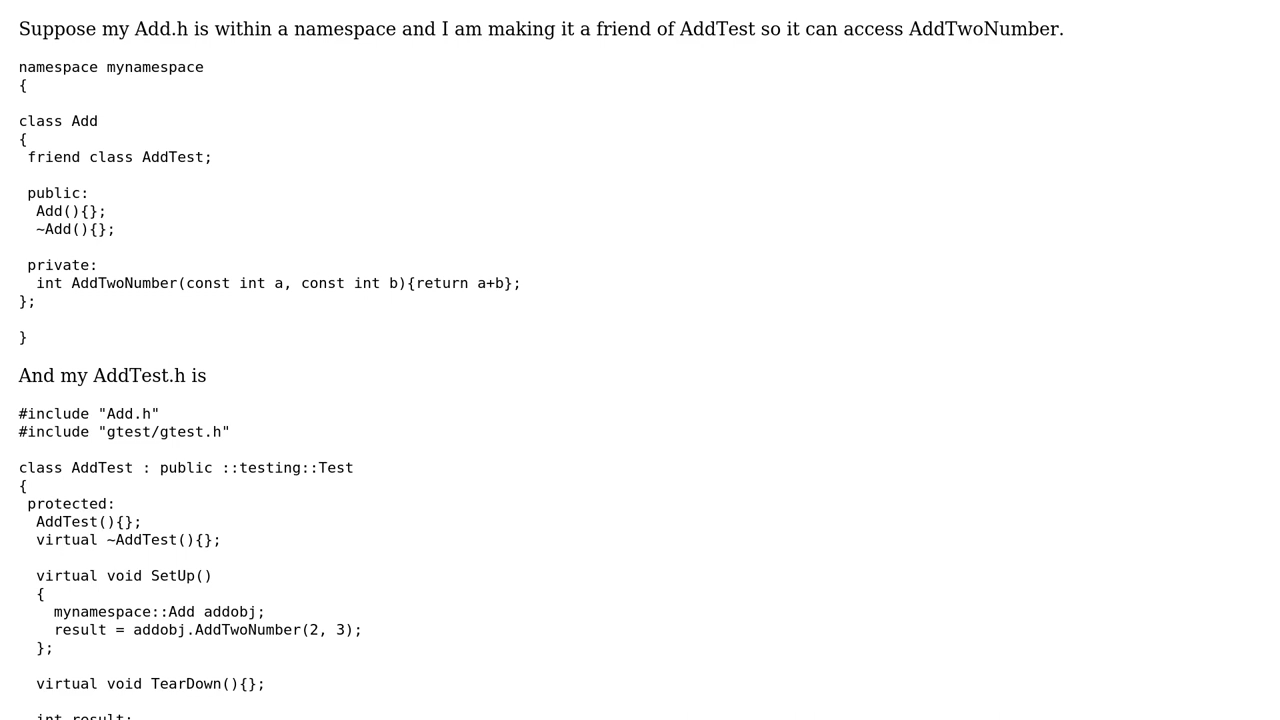 Suppose my Add.h is within a namespace and I am making it a friend of AddTest so it can access AddTwoNumber.
namespace mynamespace
{
class Add
{
friend class AddTest;
public:
Add(){};
~Add(){};
private:
int AddTwoNumber(const int a, const int b){return a+b};
};
}
And my AddTest.h is
#include "Add.h"
#include "gtest/gtest.h"
class AddTest : public ::testing::Test
{
protected:
AddTest(){};
virtual ~AddTest(){};
virtual void SetUp()
{
mynamespace::Add addobj;
result = addobj.AddTwoNumber(2, 3);
};
virtual void TearDown(){};
int result;